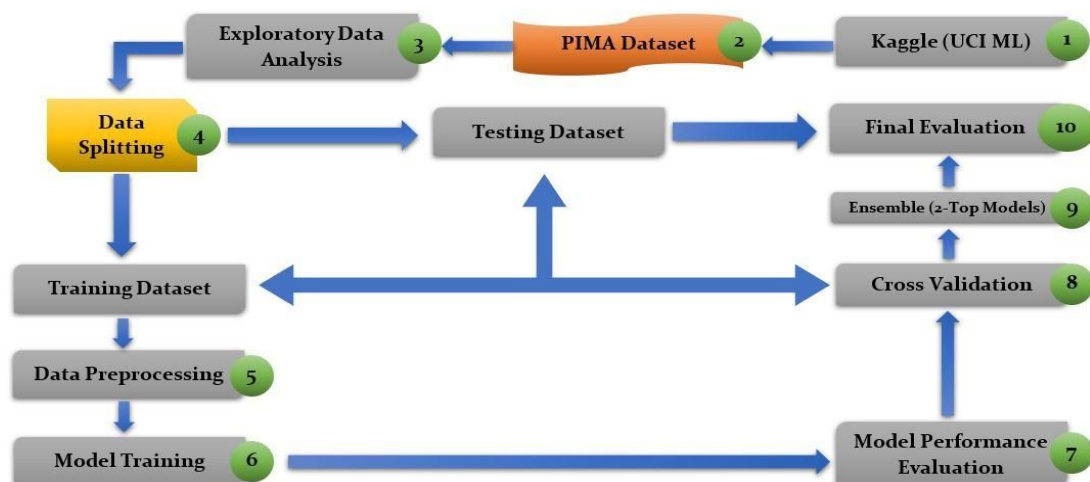 Exploratory Data
Analysis
3
PIMA Dataset
2
Kaggle (UCI ML)
1
Data
Splitting
4
Testing Dataset
Final Evaluation
10
Ensemble (2-Top Models)
9
Training Dataset
Cross Validation
8
Data Preprocessing
5
Model Training
6
Model Performance
Evaluation
7